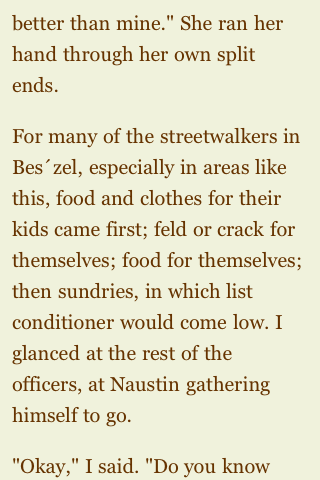 better than mine." She ran her
hand through her own split
ends.
For many of the streetwalkers in
Bes´zel, especially in areas like
this, food and clothes for their
kids came first; feld or crack for
themselves; food for themselves;
then sundries, in which list
conditioner would come low. I
glanced at the rest of the
officers, at Naustin gathering
himself to go.
"Okay," I said. "Do you know